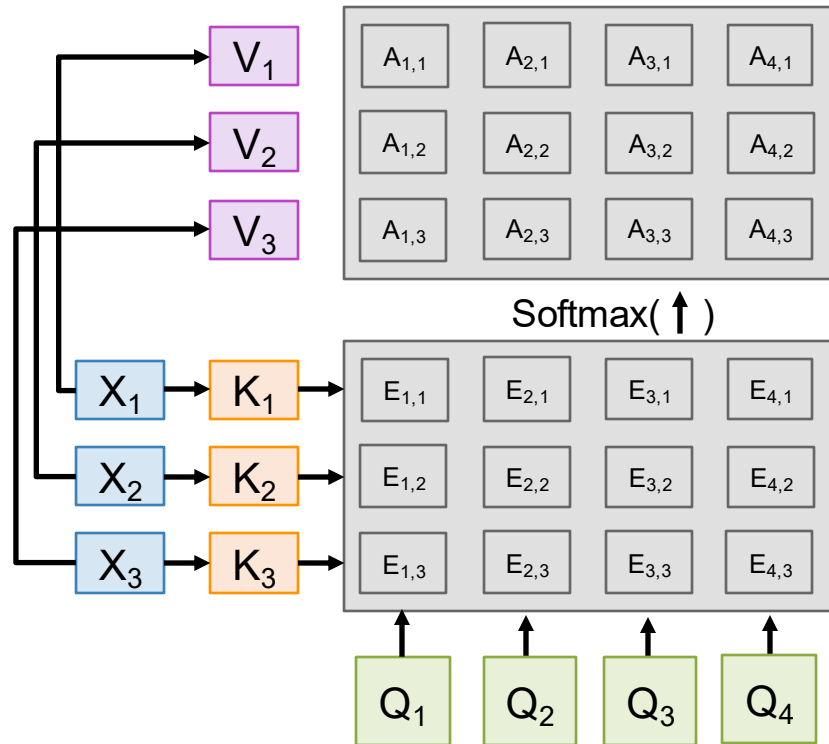 V₁ A₁,₁ A₂,₁ A₃,₁ A₄,₁
V₂ A₁,₂ A₂,₂ A₃,₂ A₄,₂
V₃ A₁,₃ A₂,₃ A₃,₃ A₄,₃
Softmax( ↑ )
X₁ K₁ E₁,₁ E₂,₁ E₃,₁ E₄,₁
X₂ K₂ E₁,₂ E₂,₂ E₃,₂ E₄,₂
X₃ K₃ E₁,₃ E₂,₃ E₃,₃ E₄,₃
Q₁ Q₂ Q₃ Q₄